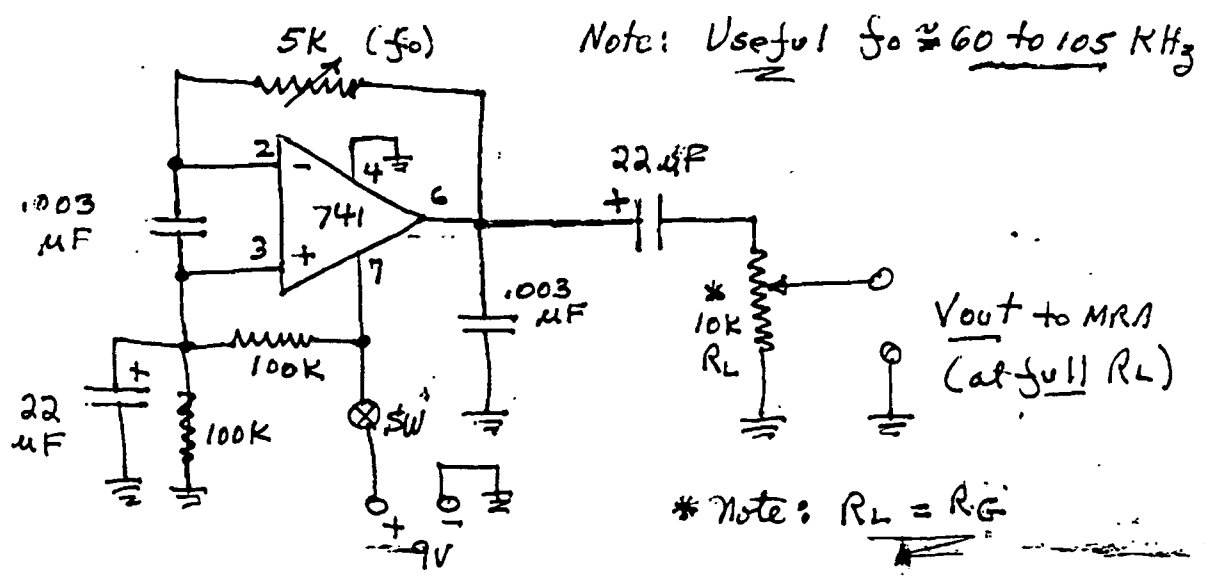 5K (fo)
Note: Useful fo ≈ 60 to 105 KHz
2
-
4
22 µF
+
6
.003
µF
741
3
+
7
.003
µF
*
10K
RL
Vout to MRA
(at full RL)
100K
+
22
µF
100K
SW
+
-
9V
* Note: RL = RG